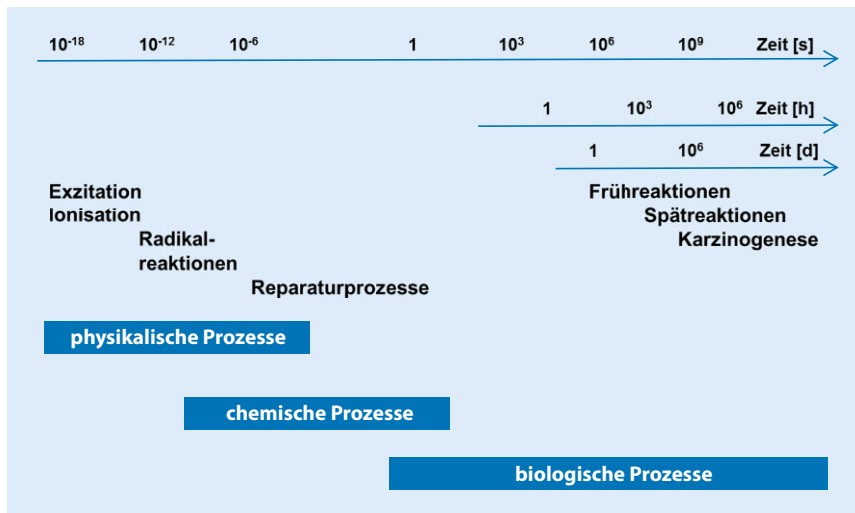 10⁻¹⁸ 10⁻¹² 10⁻⁶ 1 10³ 10⁶ 10⁹ Zeit [s]
1 10³ 10⁶ Zeit [h]
1 10⁶ Zeit [d]
Exzitation
Ionisation
Frühreaktionen
Spätreaktionen
Karzinogenese
Radikal-
reaktionen
Reparaturprozesse
physikalische Prozesse
chemische Prozesse
biologische Prozesse